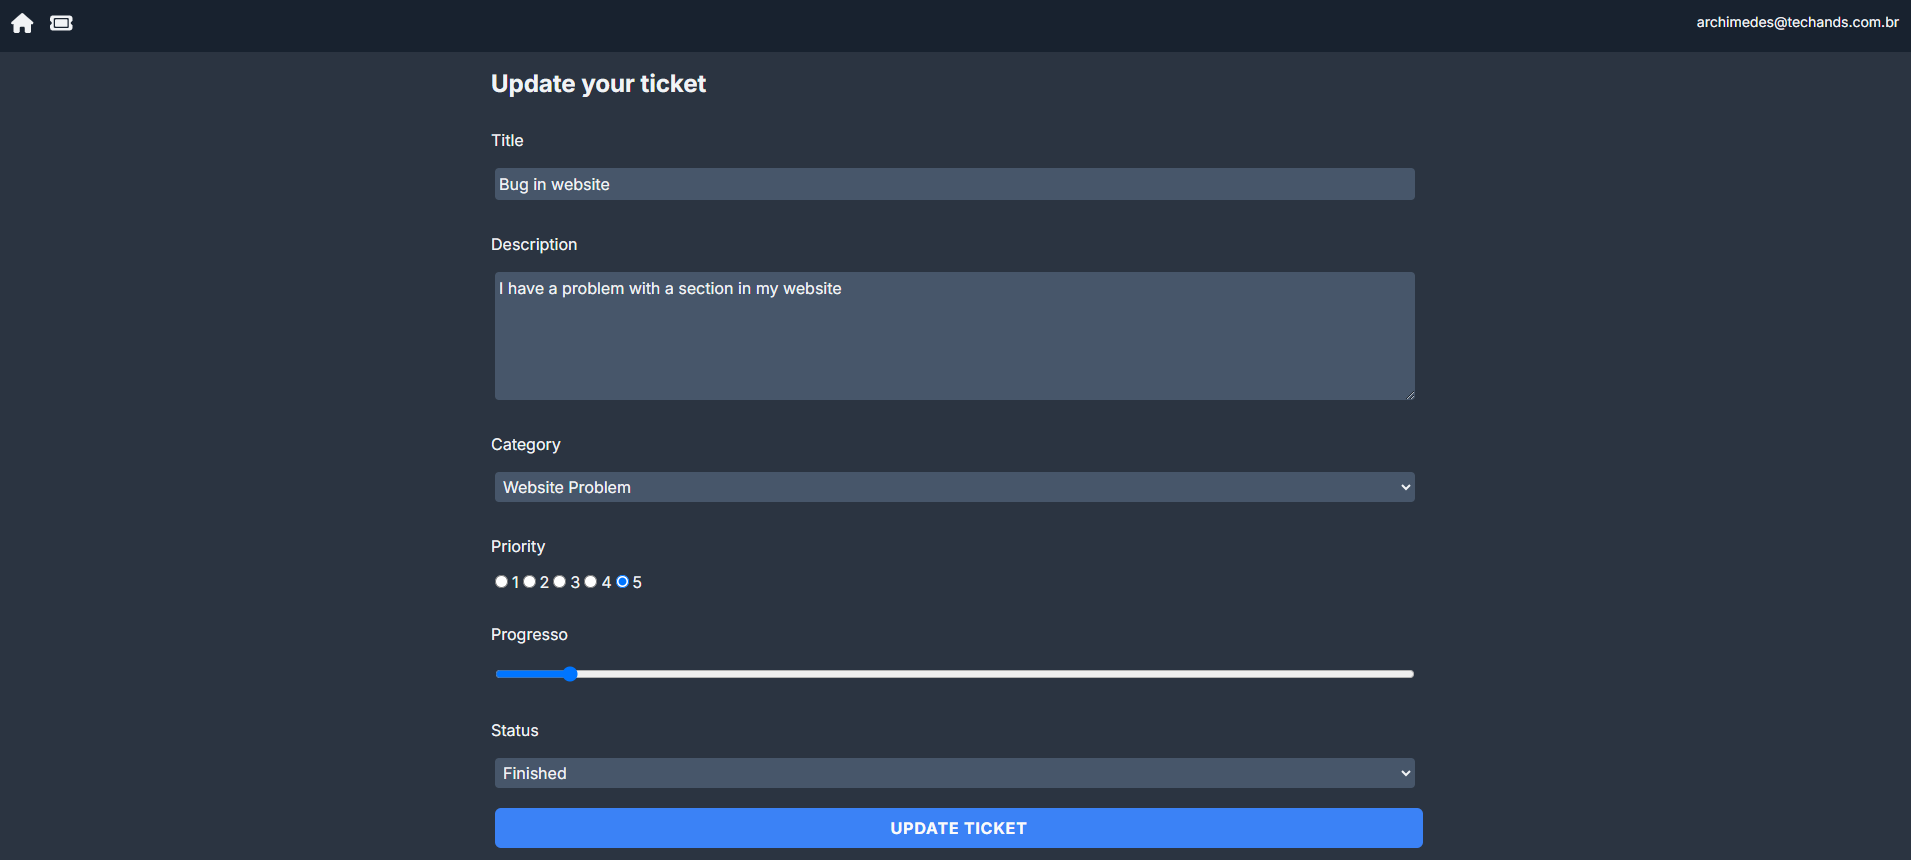 archimedes@techands.com.br
Update your ticket
Title
Bug in website
Description
I have a problem with a section in my website
Category
Website Problem
Priority
1 2 3 4 5
Progresso
Status
Finished
UPDATE TICKET